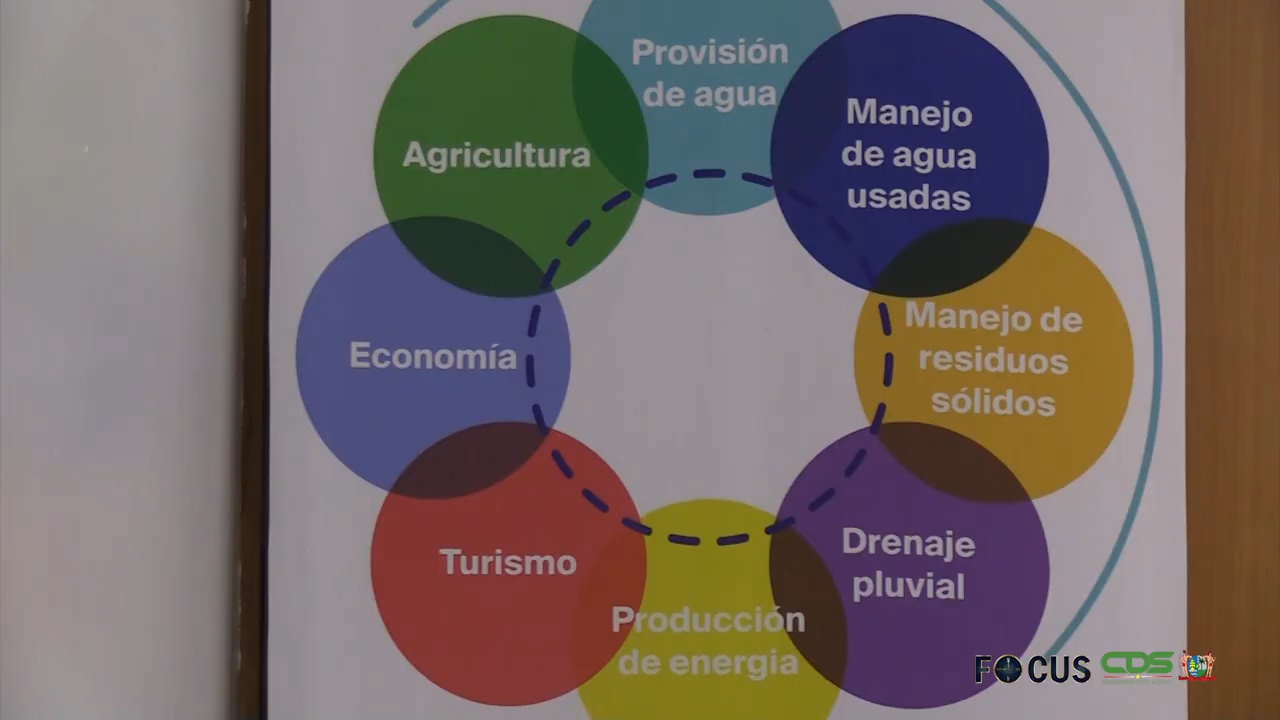 Provisión
de agua
Manejo
de agua
usadas
Agricultura
Manejo de
residuos
sólidos
Economía
Drenaje
pluvial
Turismo
Producción
de energia
FOCUS CDS